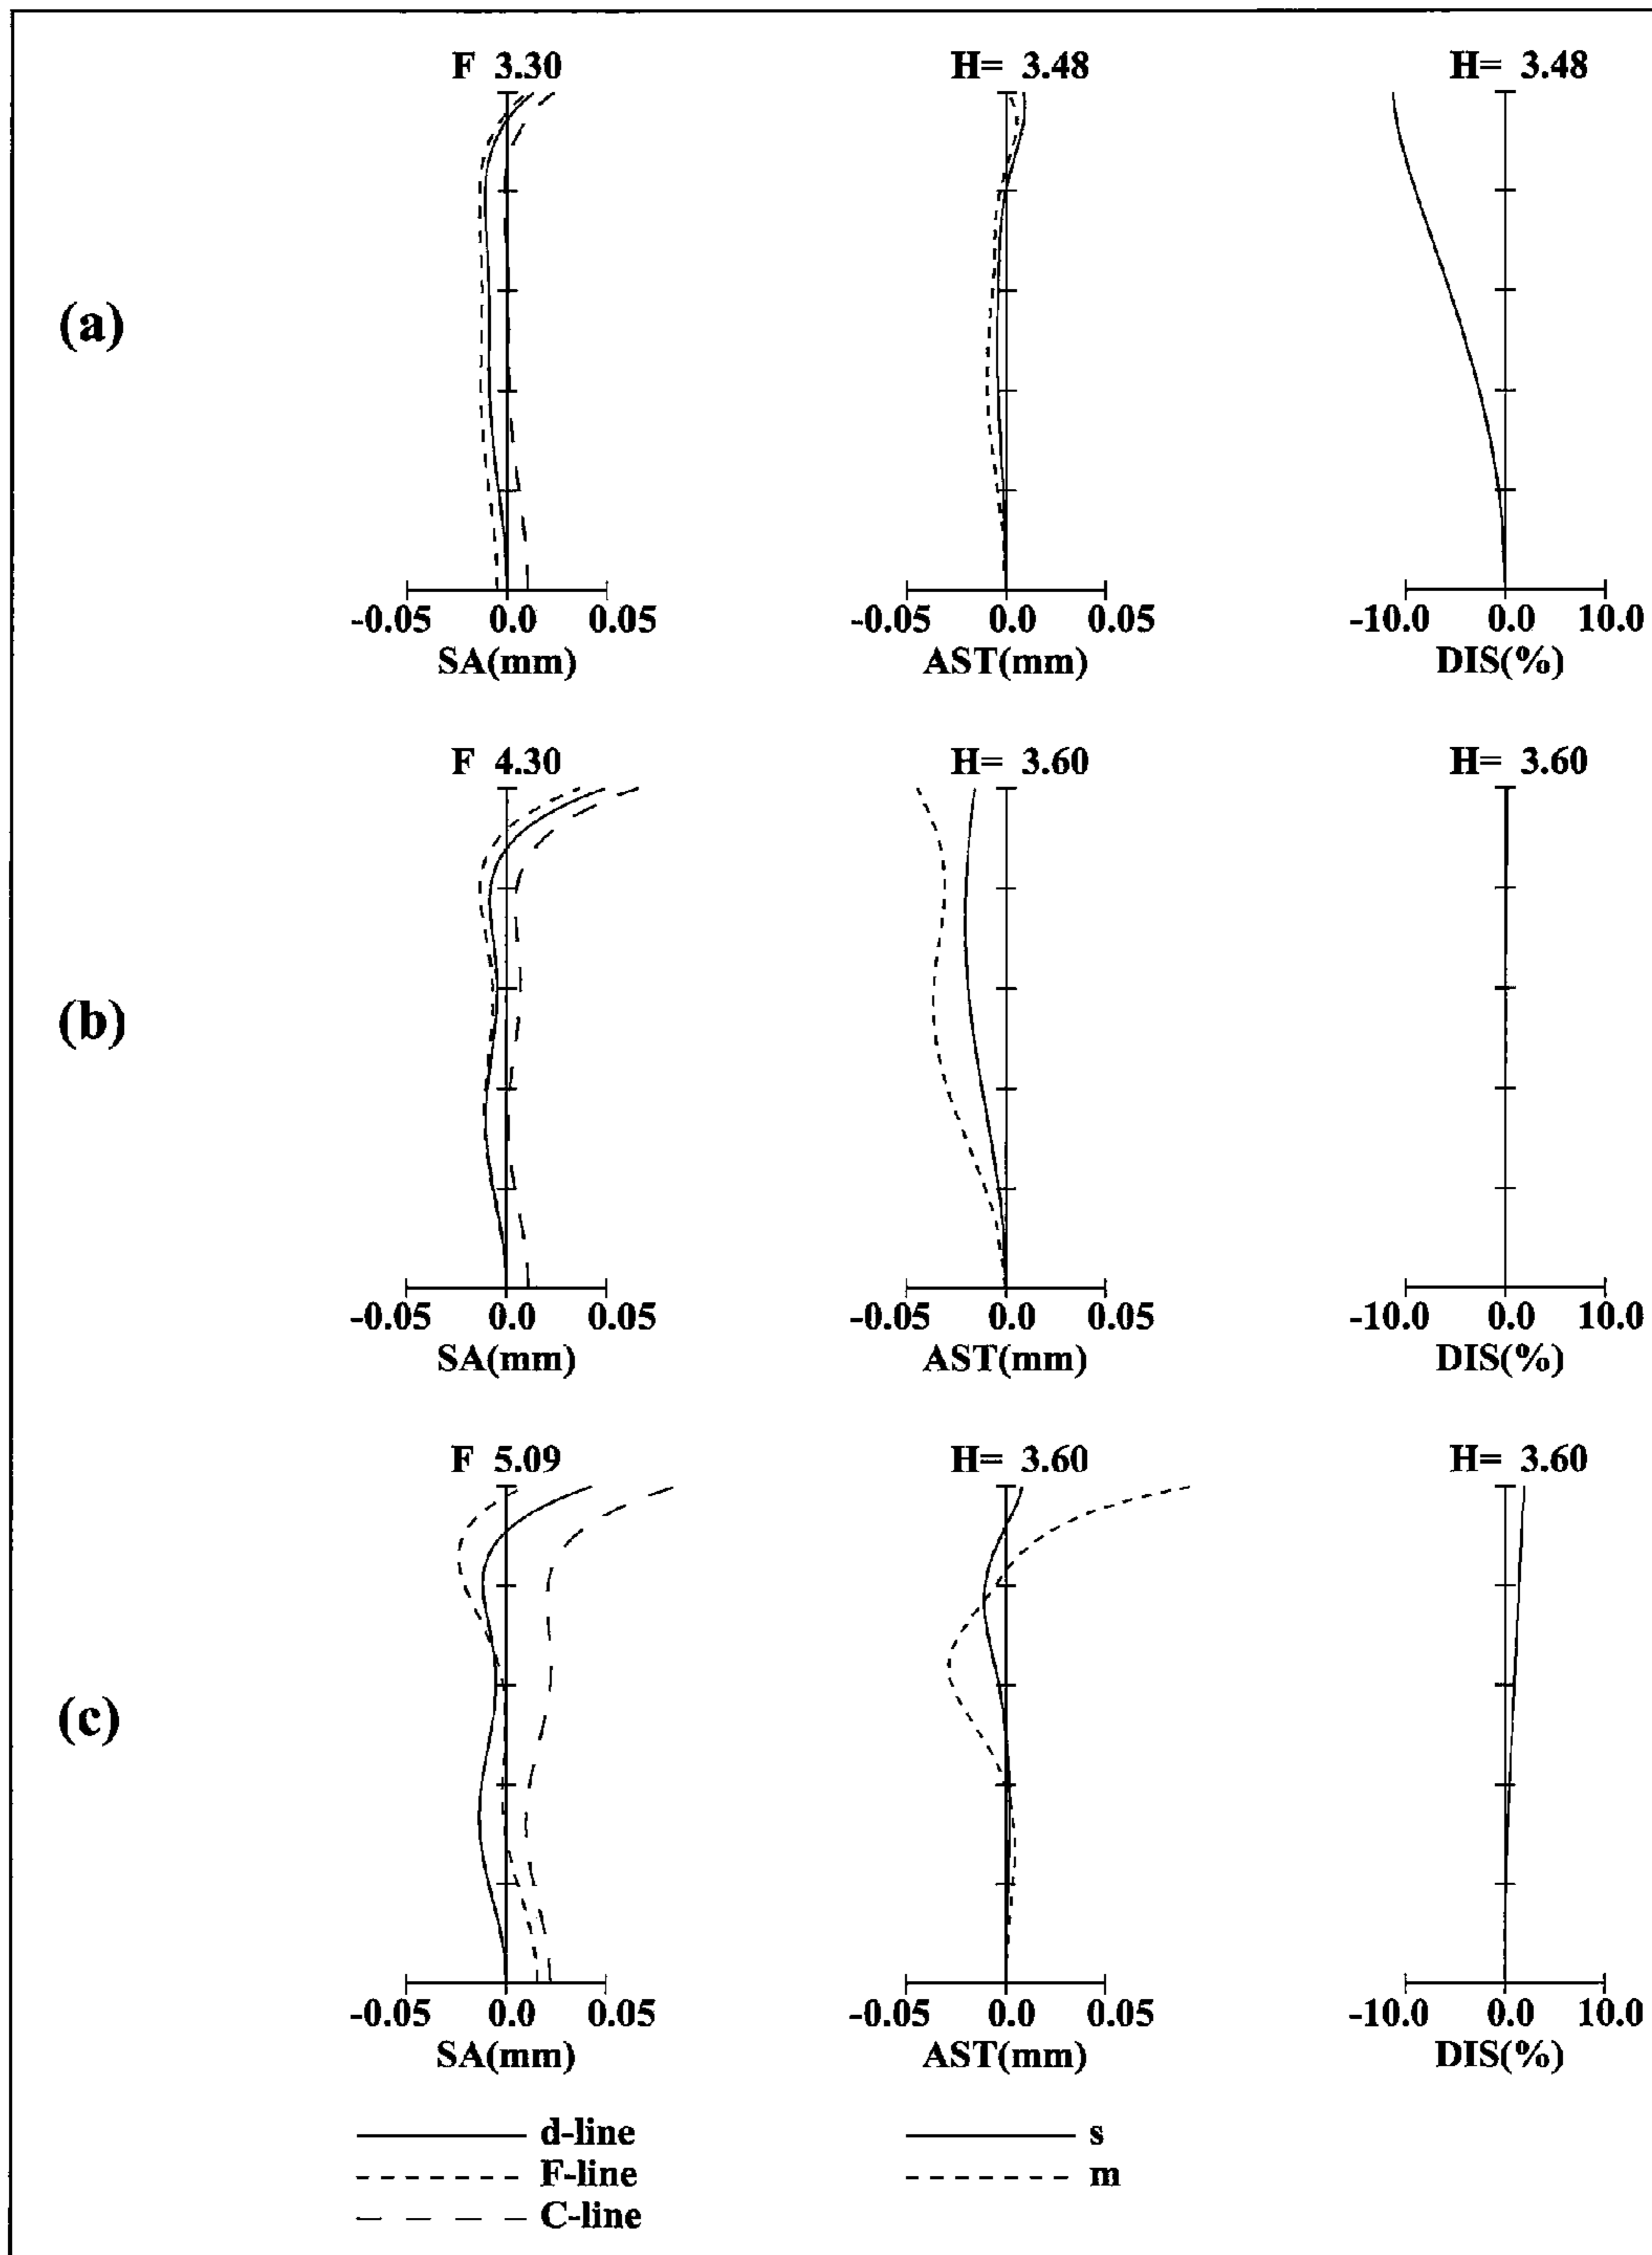 F 3.30 H= 3.48 H= 3.48
(a)
-0.05 0.0 0.05 -0.05 0.0 0.05 -10.0 0.0 10.0
SA(mm) AST(mm) DIS(%)
F 4.30 H= 3.60 H= 3.60
(b)
-0.05 0.0 0.05 -0.05 0.0 0.05 -10.0 0.0 10.0
SA(mm) AST(mm) DIS(%)
F 5.09 H= 3.60 H= 3.60
(c)
-0.05 0.0 0.05 -0.05 0.0 0.05 -10.0 0.0 10.0
SA(mm) AST(mm) DIS(%)
d-line s
F-line m
C-line